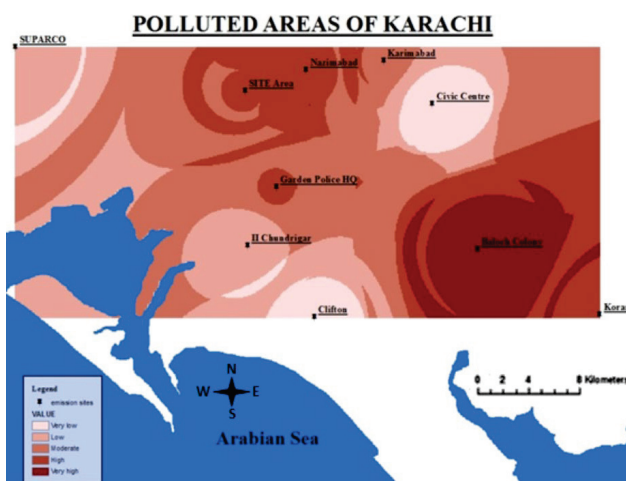 POLLUTED AREAS OF KARACHI
SUPARCO
Karimabad
Nazimabad
SITE Area
Civic Centre
Garden Police HQ
II Chundrigar
Baloch Colony
Clifton
Kora
N
W E
S
0 2 4 8 Kilometers
Arabian Sea
Legend
emission sites
VALUE
Very low
Low
Moderate
High
Very high